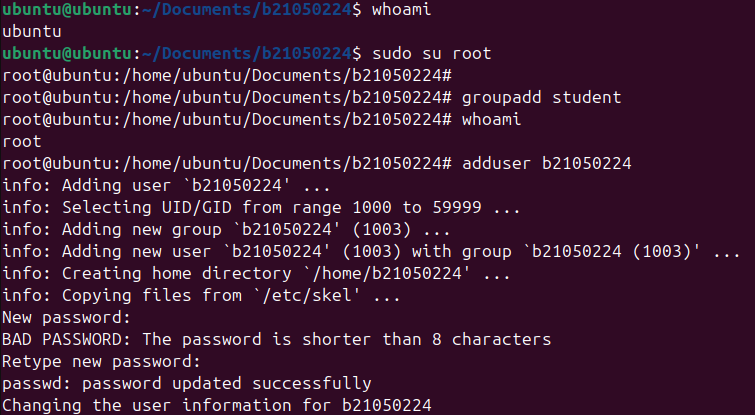 ubuntu@ubuntu:~/Documents/b21050224$ whoami
ubuntu
ubuntu@ubuntu:~/Documents/b21050224$ sudo su root
root@ubuntu:/home/ubuntu/Documents/b21050224#
root@ubuntu:/home/ubuntu/Documents/b21050224# groupadd student
root@ubuntu:/home/ubuntu/Documents/b21050224# whoami
root
root@ubuntu:/home/ubuntu/Documents/b21050224# adduser b21050224
info: Adding user `b21050224' ...
info: Selecting UID/GID from range 1000 to 59999 ...
info: Adding new group `b21050224' (1003) ...
info: Adding new user `b21050224' (1003) with group `b21050224 (1003)' ...
info: Creating home directory `/home/b21050224' ...
info: Copying files from `/etc/skel' ...
New password:
BAD PASSWORD: The password is shorter than 8 characters
Retype new password:
passwd: password updated successfully
Changing the user information for b21050224